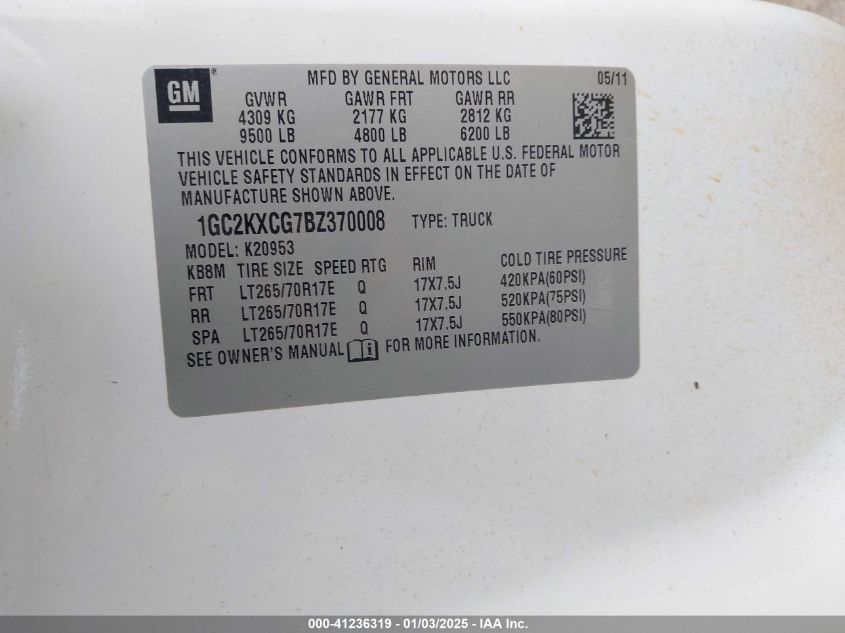 GM®
MFD BY GENERAL MOTORS LLC 05/11
GVWR GAWR FRT GAWR RR
4309 KG 2177 KG 2812 KG
9500 LB 4800 LB 6200 LB
THIS VEHICLE CONFORMS TO ALL APPLICABLE U.S. FEDERAL MOTOR
VEHICLE SAFETY STANDARDS IN EFFECT ON THE DATE OF
MANUFACTURE SHOWN ABOVE.
1GC2KXCG7BZ370008 TYPE: TRUCK
MODEL: K20953
KB8M TIRE SIZE SPEED RTG RIM COLD TIRE PRESSURE
FRT LT265/70R17E Q 17X7.5J 420KPA(60PSI)
RR LT265/70R17E Q 17X7.5J 520KPA(75PSI)
SPA LT265/70R17E Q 17X7.5J 550KPA(80PSI)
SEE OWNER'S MANUAL FOR MORE INFORMATION.
000-41236319 - 01/03/2025 - IAA Inc.